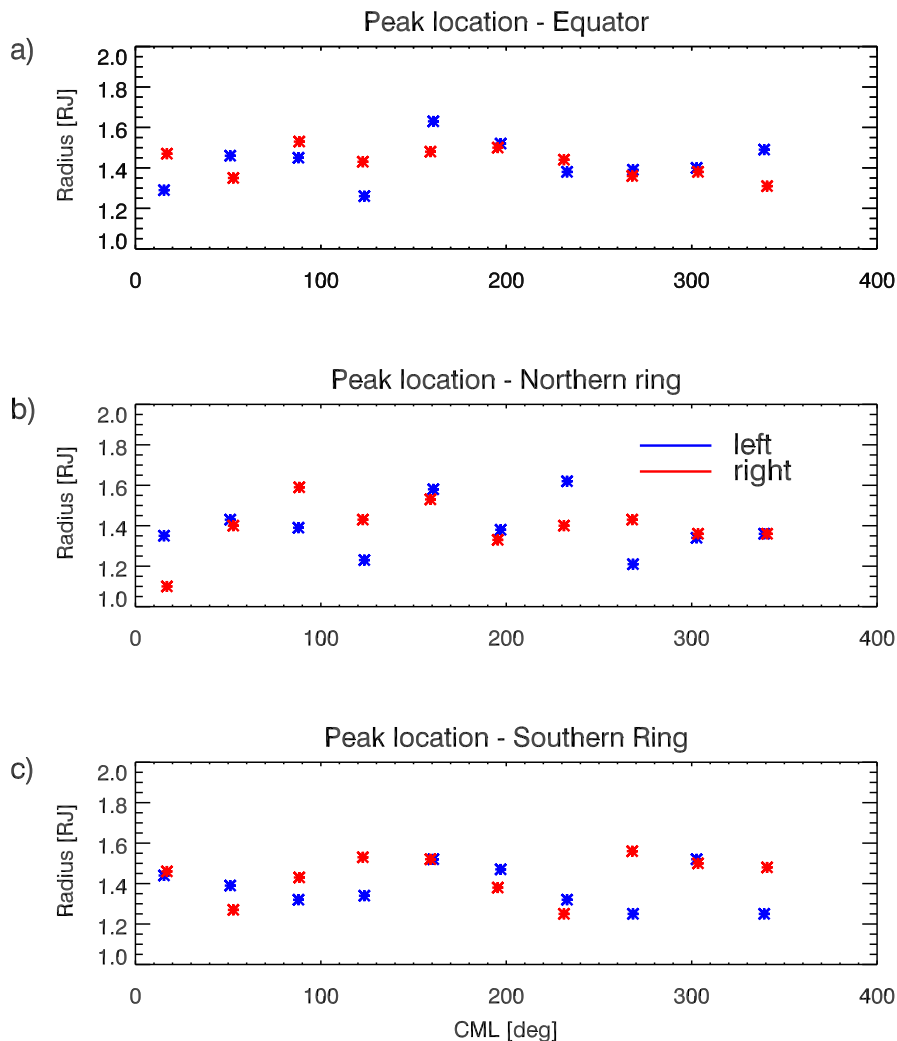 Peak location - Equator
a)
2.0
1.8
1.6
1.4
1.2
1.0
Radius [RJ]
0 100 200 300 400
Peak location - Northern ring
b)
2.0
1.8
1.6
1.4
1.2
1.0
Radius [RJ]
left
right
0 100 200 300 400
Peak location - Southern Ring
c)
2.0
1.8
1.6
1.4
1.2
1.0
Radius [RJ]
0 100 200 300 400
CML [deg]